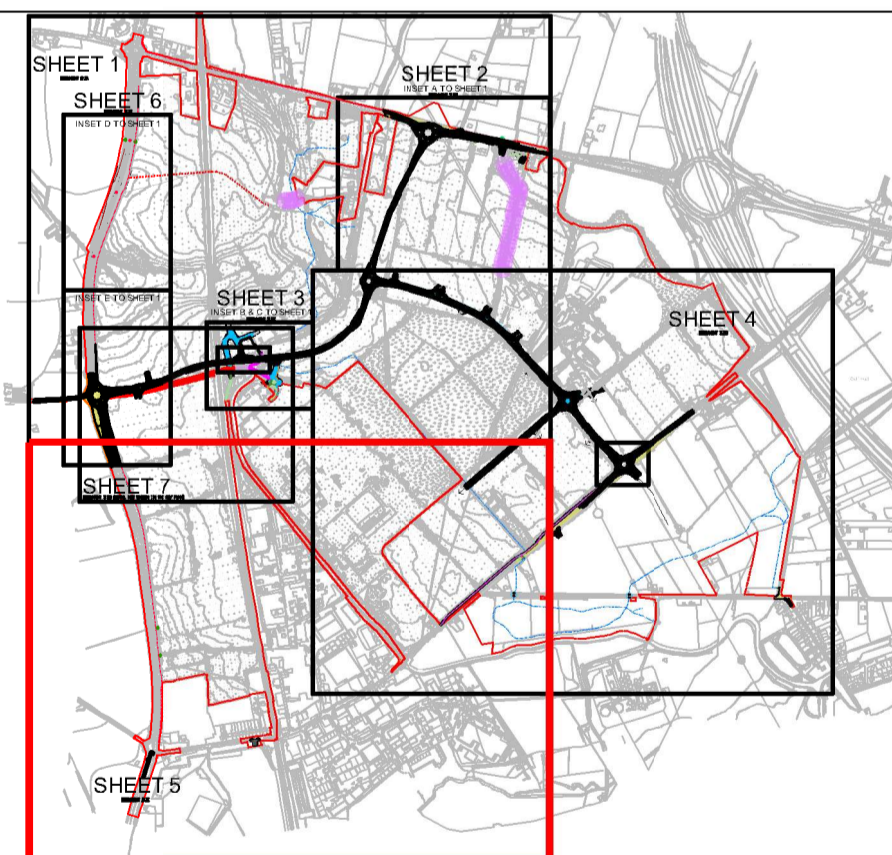 SHEET 1
SHEET 2
INSET A TO SHEET 1
SHEET 6
INSET D TO SHEET 1
INSET E TO SHEET 1
SHEET 3
INSET B & C TO SHEET 1
SHEET 4
SHEET 7
SHEET 5